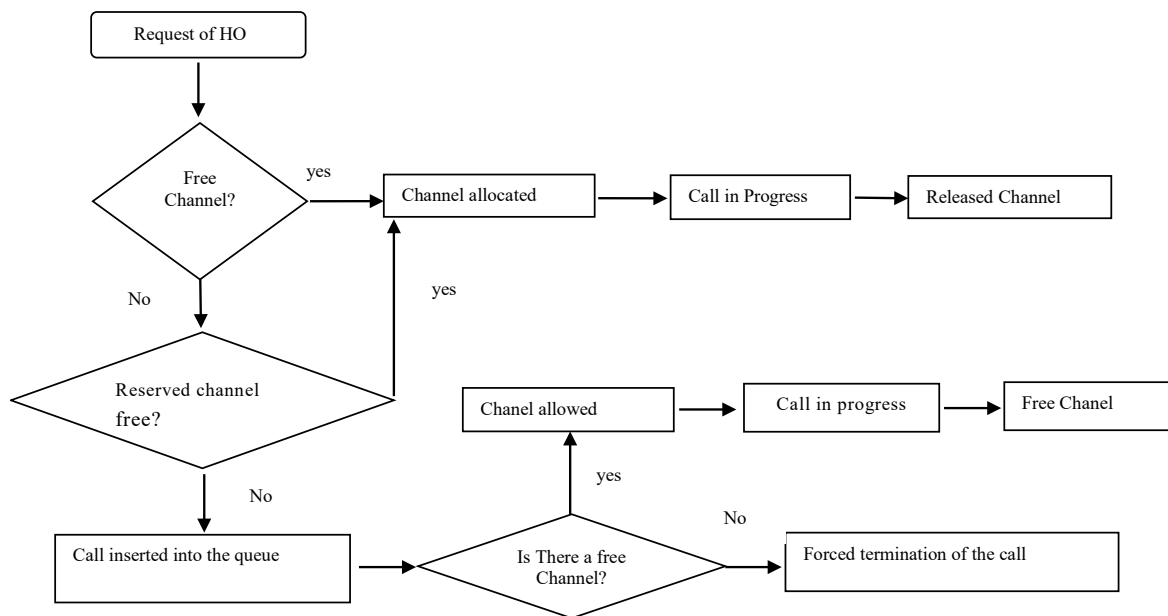 Request of HO
Free
Channel?
yes
Channel allocated
Call in Progress
Released Channel
No
yes
Reserved channel
free?
Chanel allowed
Call in progress
Free Chanel
No
yes
Call inserted into the queue
Is There a free
Channel?
No
Forced termination of the call